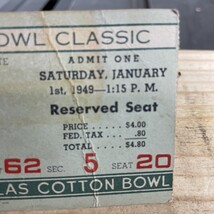 OWL CLASSIC
ADMIT ONE
SATURDAY, JANUARY
1st. 1949—1:15 P. M.
Reserved Seat
PRICE ----- $4.00
FED. TAX ---- .80
TOTAL ----- $4.80
62 SEC. 5 SEAT 20
LAS COTTON BOWL